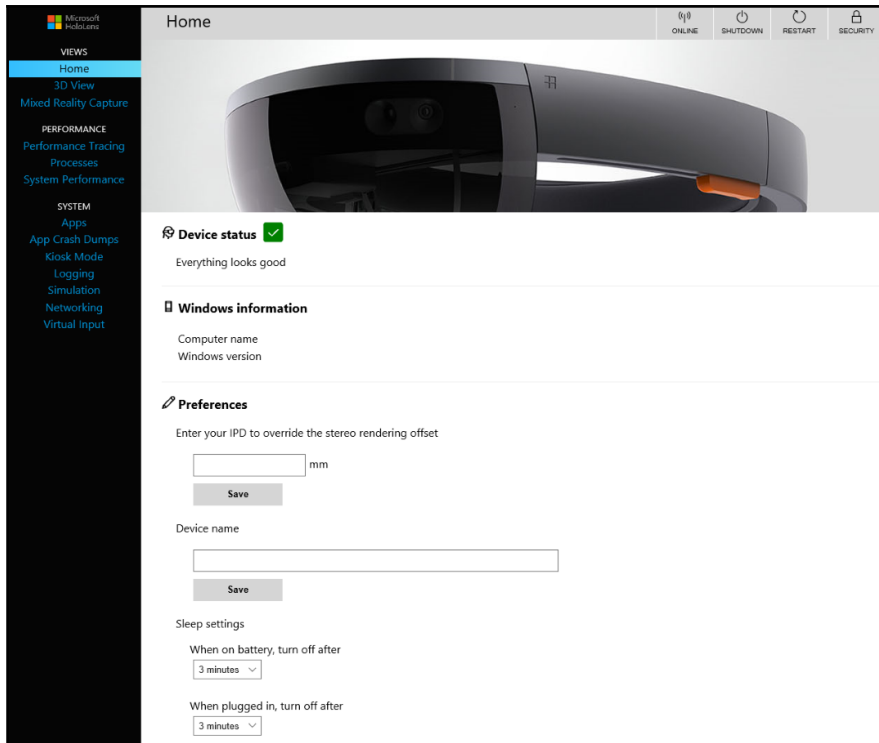 Microsoft
HoloLens
VIEWS
Home
3D View
Mixed Reality Capture
PERFORMANCE
Performance Tracing
Processes
System Performance
SYSTEM
Apps
App Crash Dumps
Kiosk Mode
Logging
Simulation
Networking
Virtual Input
Home
ONLINE
SHUTDOWN
RESTART
SECURITY
Device status
Everything looks good
Windows information
Computer name
Windows version
Preferences
Enter your IPD to override the stereo rendering offset
mm
Save
Device name
Save
Sleep settings
When on battery, turn off after
3 minutes
When plugged in, turn off after
3 minutes